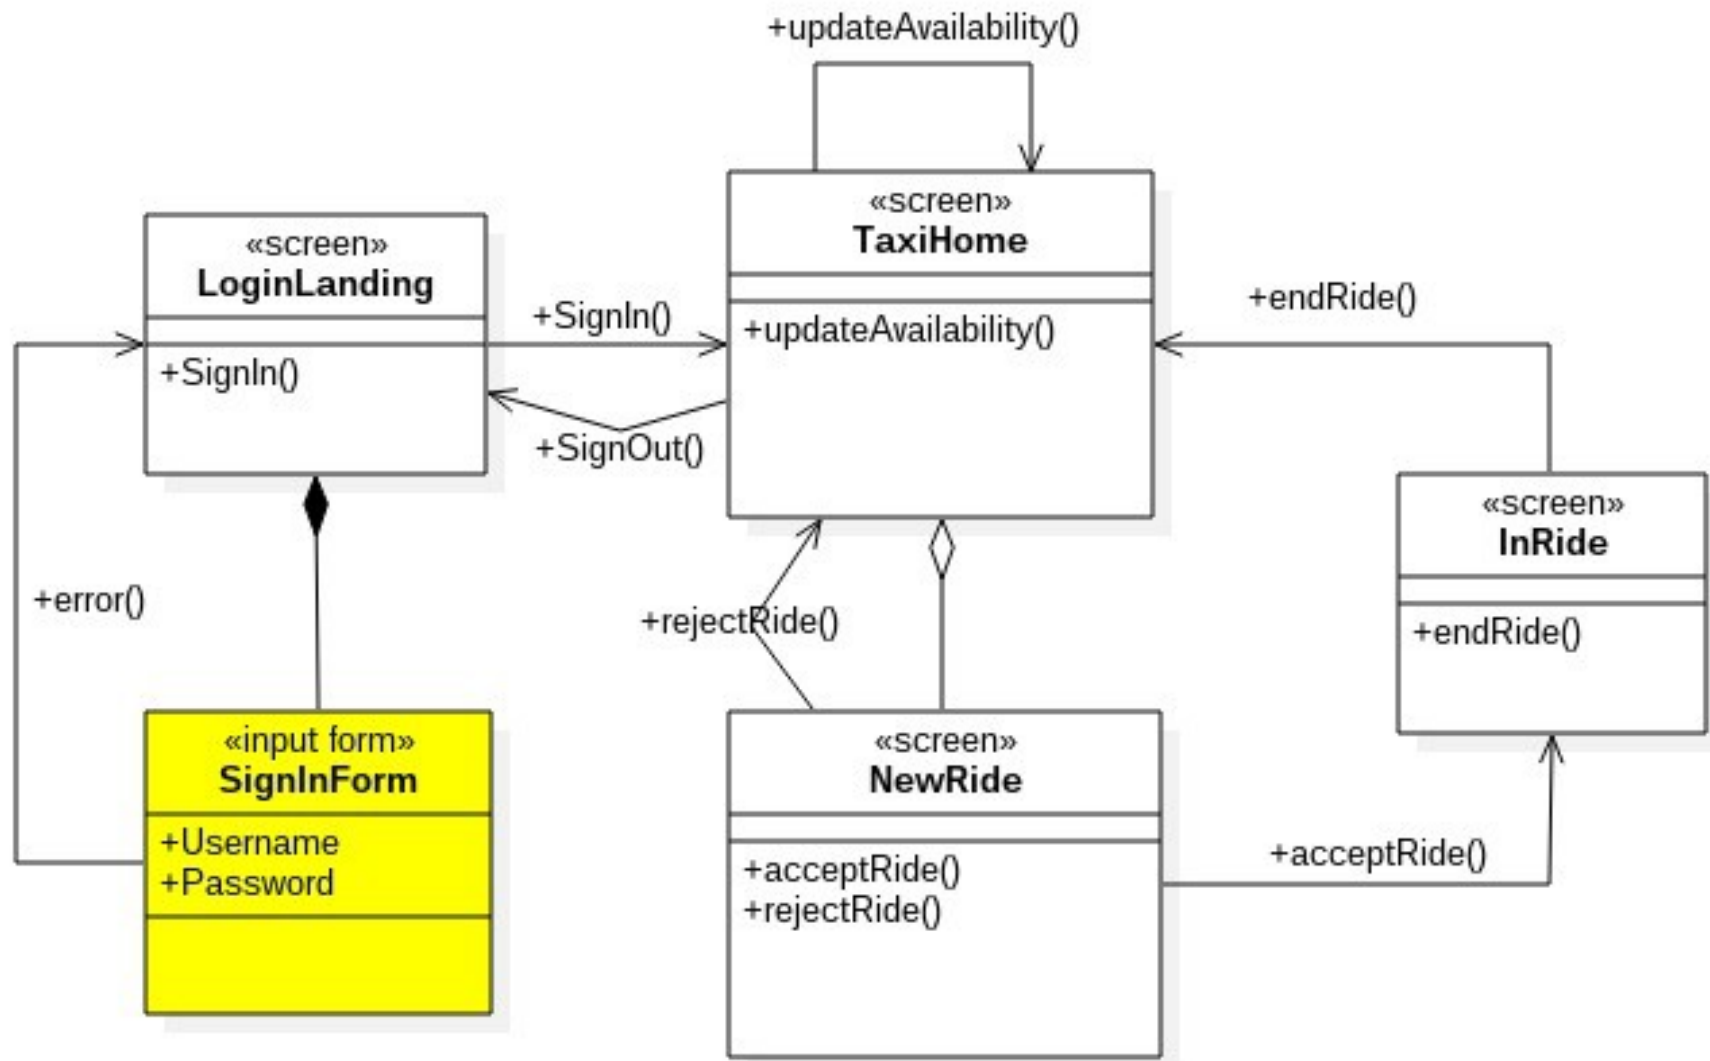 +updateAvailability()
«screen»
TaxiHome
+updateAvailability()
«screen»
LoginLanding
+SignIn()
+SignIn()
+SignOut()
+endRide()
«screen»
InRide
+endRide()
+error()
+rejectRide()
«input form»
SignInForm
+Username
+Password
«screen»
NewRide
+acceptRide()
+rejectRide()
+acceptRide()